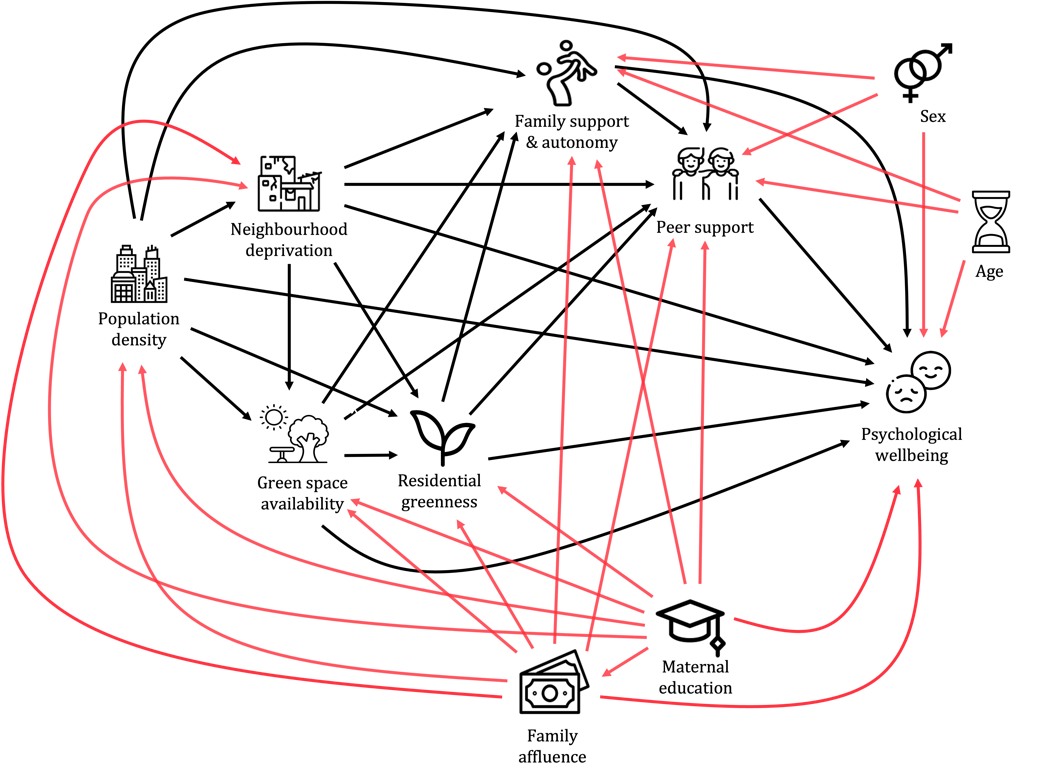 Family support
& autonomy
Sex
Peer support
Neighbourhood
deprivation
Age
Population
density
Psychological
wellbeing
Green space
availability
Residential
greenness
Maternal
education
Family
affluence